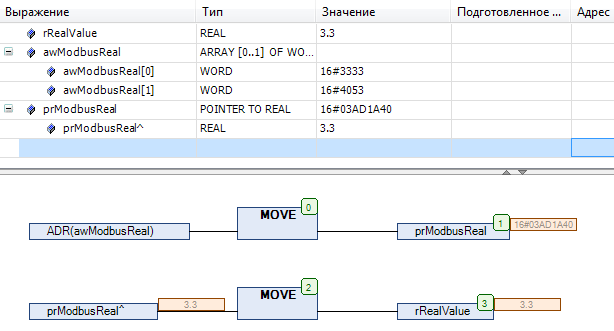 Выражение Тип Значение Подготовленное ... Адрес
rRealValue REAL 3.3
awModbusReal ARRAY [0..1] OF WO...
awModbusReal[0] WORD 16#3333
awModbusReal[1] WORD 16#4053
prModbusReal POINTER TO REAL 16#03AD1A40
prModbusReal^ REAL 3.3
0
MOVE
1
ADR(awModbusReal) prModbusReal 16#03AD1A40
2
MOVE
3
prModbusReal^ 3.3 rRealValue 3.3